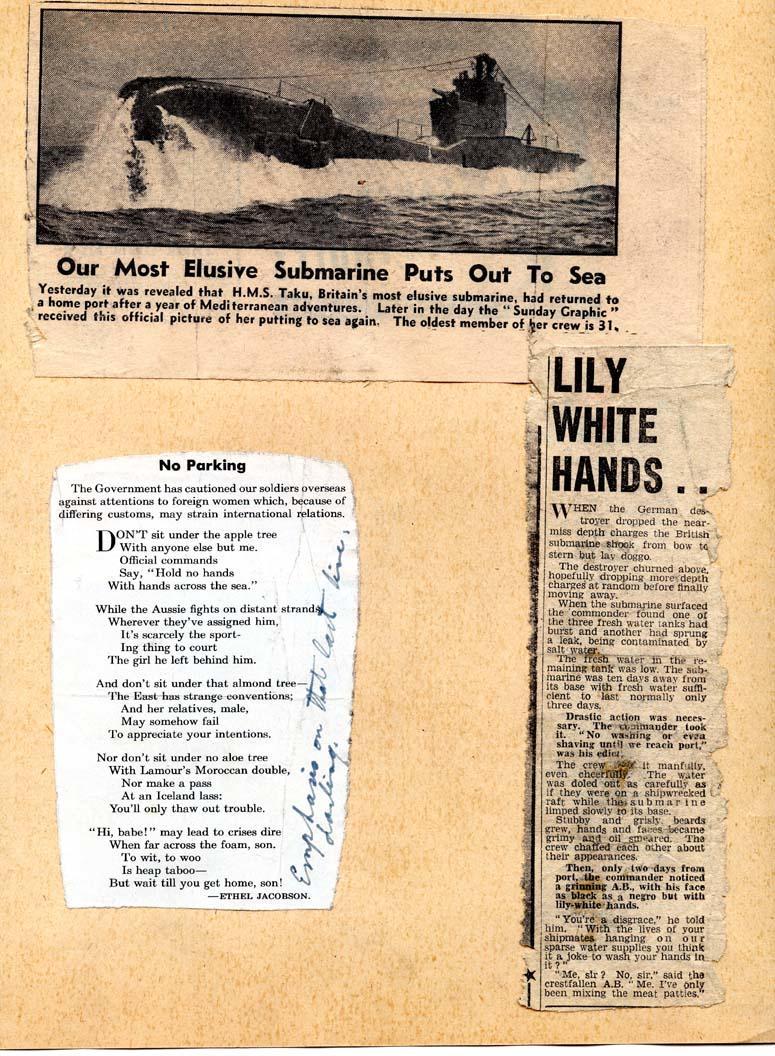 Our Most Elusive Submarine Puts Out To Sea
Yesterday it was revealed that H.M.S. Taku, Britain's most elusive submarine, had returned to
a home port after a year of Mediterranean adventures. Later in the day the "Sunday Graphic"
received this official picture of her putting to sea again. The oldest member of her crew is 31.
No Parking
The Government has cautioned our soldiers overseas
against attentions to foreign women which, because of
differing customs, may strain international relations.
DON'T sit under the apple tree
With anyone else but me.
Official commands
Say, "Hold no hands
With hands across the sea."
While the Aussie fights on distant strands
Wherever they've assigned him,
It's scarcely the sport-
Ing thing to court
The girl he left behind him.
And don't sit under that almond tree—
The East has strange conventions;
And her relatives, male,
May somehow fail
To appreciate your intentions.
Nor don't sit under no aloe tree
With Lamour's Moroccan double,
Nor make a pass
At an Iceland lass:
You'll only thaw out trouble.
"Hi, babe!" may lead to crises dire
When far across the foam, son.
To wit, to woo
Is heap taboo—
But wait till you get home, son!
—ETHEL JACOBSON.
Emphasis on that last line,
darling.
LILY
WHITE
HANDS . .
WHEN the German des-
troyer dropped the near-
miss depth charges the British
submarine shook from bow to
stern but lay doggo.
The destroyer churned above,
hopefully dropping more depth
charges at random before finally
moving away.
When the submarine surfaced
the commander found one of
the three fresh water tanks had
burst and another had sprung
a leak, being contaminated by
salt water.
The fresh water in the re-
maining tank was low. The sub-
marine was ten days away from
its base with fresh water suffi-
cient to last normally only
three days.
Drastic action was neces-
sary. The commander took
it. "No washing or even
shaving until we reach port,"
was his edict.
The crew it manfully,
even cheerfully. The water
was doled out as carefully as
if they were on a shipwrecked
raft while the submarine
limped slowly to its base.
Stubby and grisly beards
grew, hands and faces became
grimy and oil smeared. The
crew chaffed each other about
their appearances.
Then, only two days from
port, the commander noticed
a grinning A.B., with his face
as black as a negro but with
lily-white hands.
"You're a disgrace," he told
him. "With the lives of your
shipmates hanging on our
sparse water supplies you think
it a joke to wash your hands in
it?"
"Me, sir? No, sir," said the
crestfallen A.B. "Me. I've only
been mixing the meat patties."